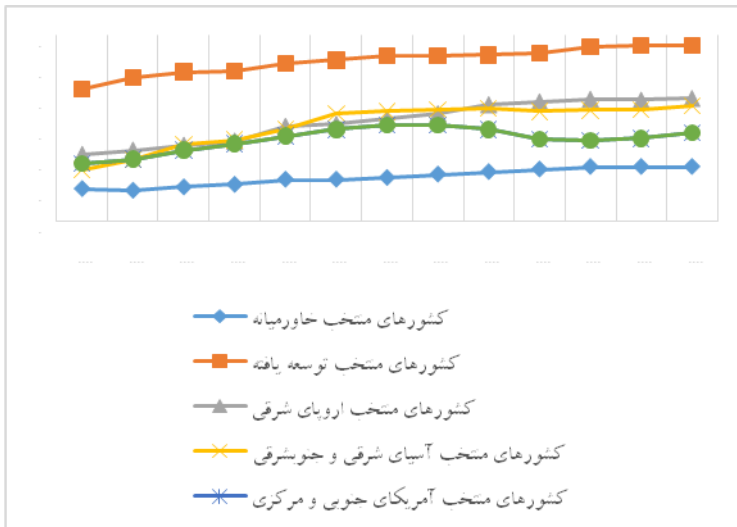 کشورهای منتخب خاورمیانه
کشورهای منتخب توسعه یافته
کشورهای منتخب اروپای شرقی
کشورهای منتخب آسیای شرقی و جنوبشرقی
کشورهای منتخب آمریکای جنوبی و مرکزی